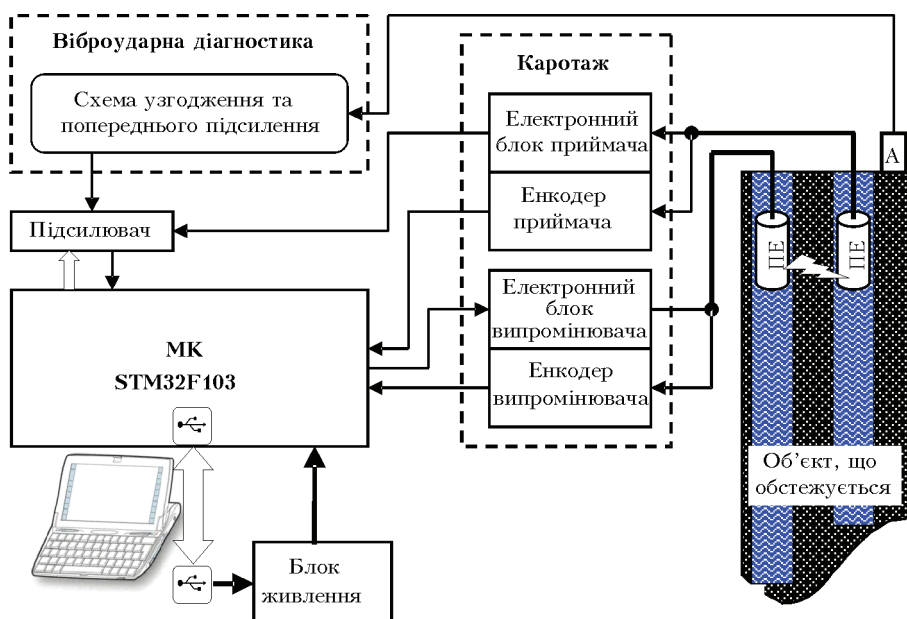 Віброударна діагностика
Схема узгодження та
попереднього підсилення
Підсилювач
МК
STM32F103
Блок
живлення
Каротаж
Електронний
блок приймача
Енкодер
приймача
Електронний
блок
випромінювача
Енкодер
випромінювача
А
ПЕ
ПЕ
Об’єкт, що
обстежується